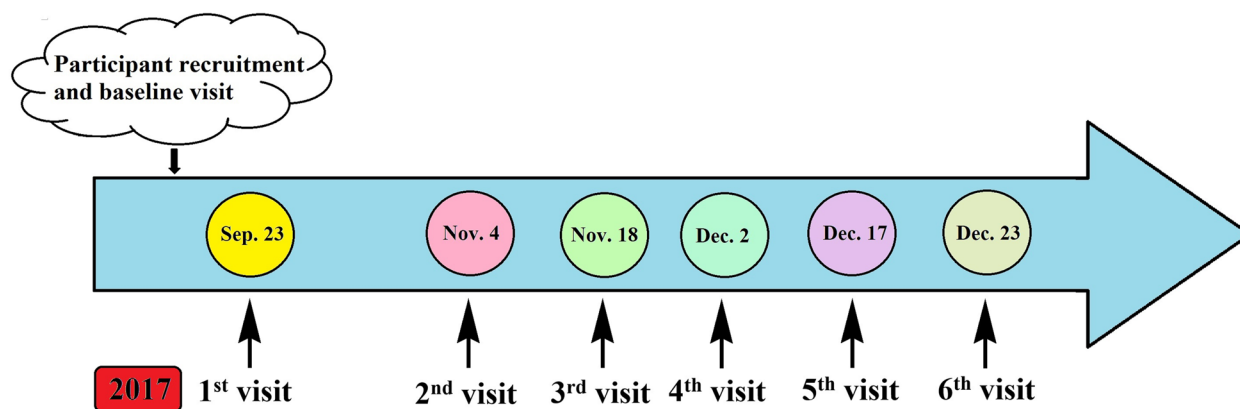 Participant recruitment
and baseline visit
Sep. 23
Nov. 4
Nov. 18
Dec. 2
Dec. 17
Dec. 23
2017
1st visit
2nd visit
3rd visit
4th visit
5th visit
6th visit